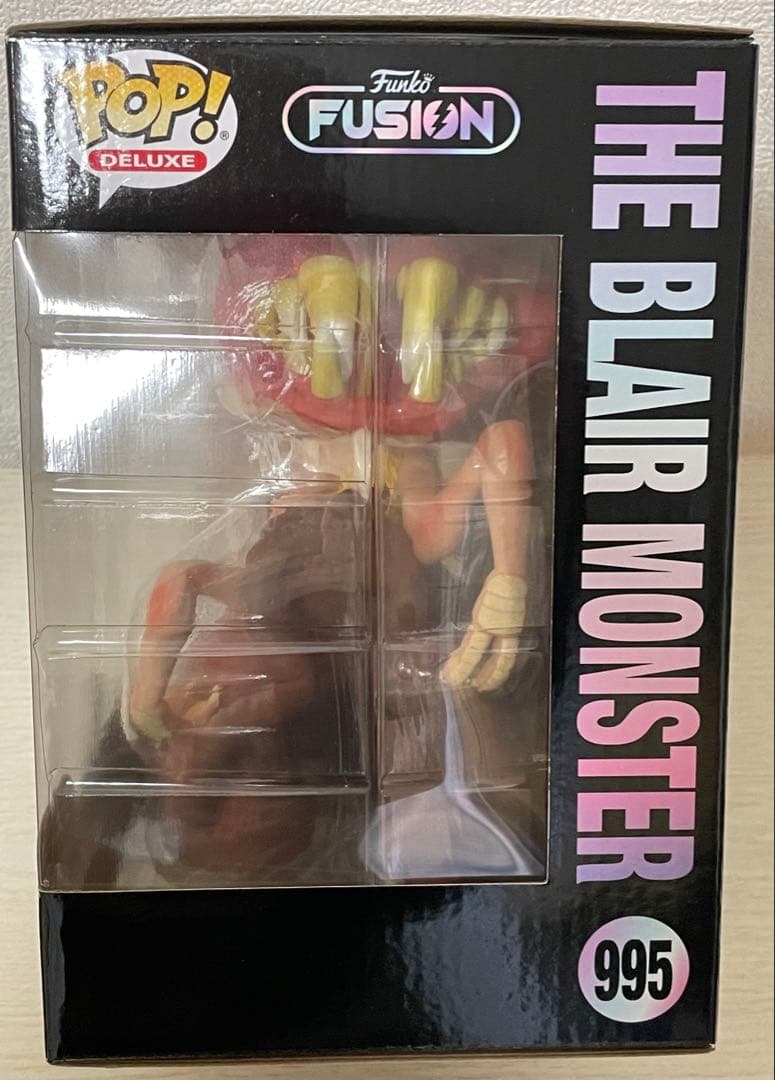 POP!®
DELUXE
Funko
FUSION
THE BLAIR MONSTER
995